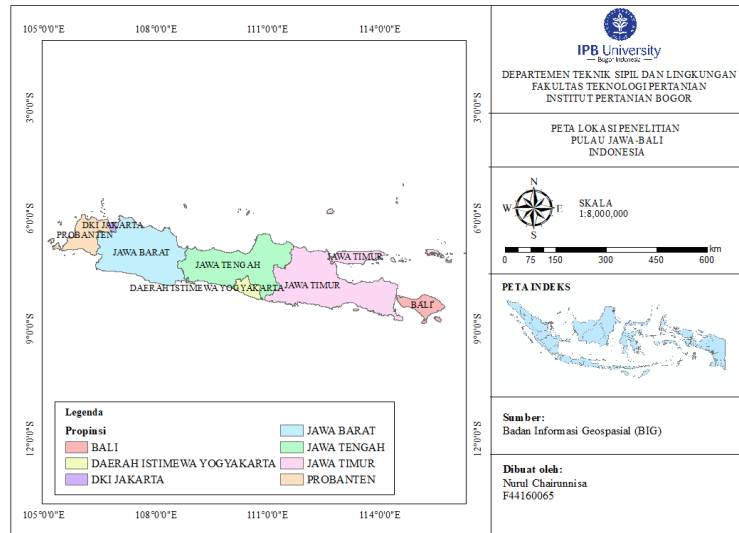 105°0'0"E 108°0'0"E 111°0'0"E 114°0'0"E
3°0'0"S
6°0'0"S
9°0'0"S
12°0'0"S
DKI JAKARTA
PROBANTEN
JAWA BARAT
JAWA TENGAH
JAWA TIMUR
DAERAH ISTIMEWA YOGYAKARTA
JAWA TIMUR
BALI
Legenda
Propinsi
BALI
DAERAH ISTIMEWA YOGYAKARTA
DKI JAKARTA
JAWA BARAT
JAWA TENGAH
JAWA TIMUR
PROBANTEN
3°0'0"S
6°0'0"S
9°0'0"S
12°0'0"S
105°0'0"E 108°0'0"E 111°0'0"E 114°0'0"E
IPB University
Bogor Indonesia
DEPARTEMEN TEKNIK SIPIL DAN LINGKUNGAN
FAKULTAS TEKNOLOGI PERTANIAN
INSTITUT PERTANIAN BOGOR
PETA LOKASI PENELITIAN
PULAU JAWA-BALI
INDONESIA
N
W E
S
SKALA
1:8,000,000
km
0 75 150 300 450 600
PETA INDEKS
Sumber:
Badan Informasi Geospasial (BIG)
Dibuat oleh:
Nurul Chairunnisa
F44160065